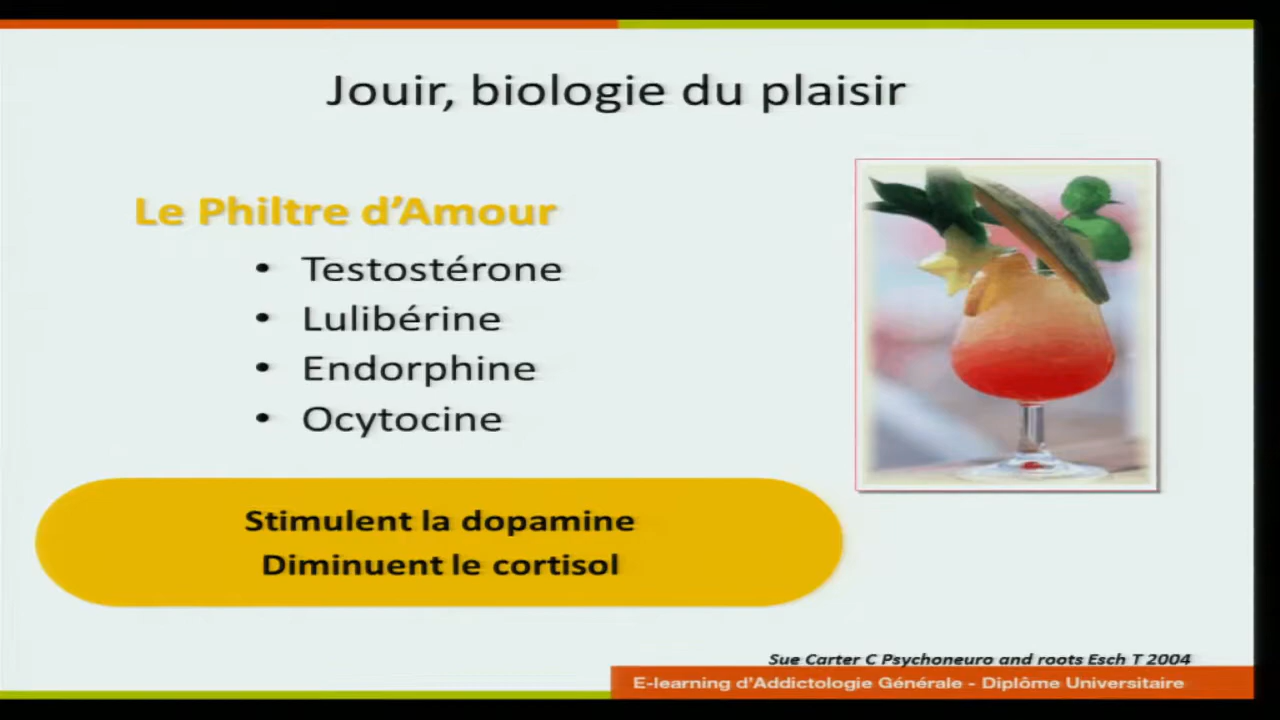 Jouir, biologie du plaisir
Le Philtre d’Amour
• Testostérone
• Lulibérine
• Endorphine
• Ocytocine
Stimulent la dopamine
Diminuent le cortisol
Sue Carter C Psychoneuro and roots Esch T 2004
E-learning d'Addictologie Générale - Diplôme Universitaire